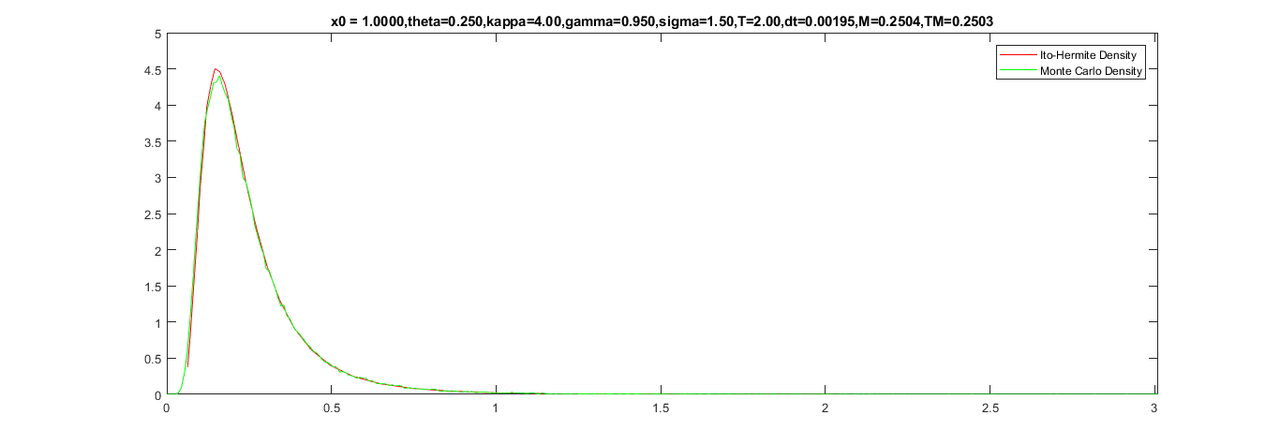 x0 = 1.0000,theta=0.250,kappa=4.00,gamma=0.950,sigma=1.50,T=2.00,dt=0.00195,M=0.2504,TM=0.2503
Ito-Hermite Density
Monte Carlo Density
5
4.5
4
3.5
3
2.5
2
1.5
1
0.5
0
0 0.5 1 1.5 2 2.5 3